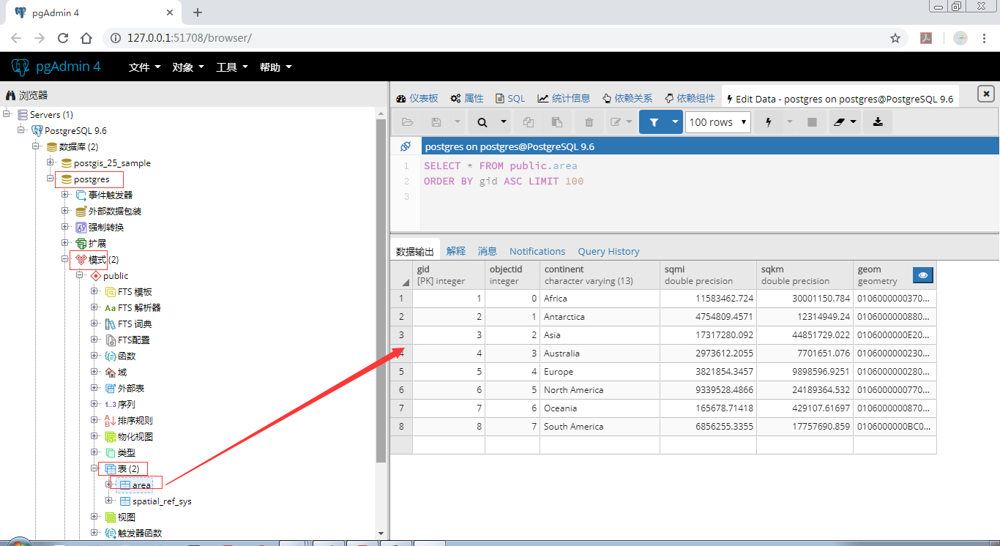 pgAdmin 4
127.0.0.1:51708/browser/
pgAdmin 4 文件 对象 工具 帮助
浏览器
Servers (1)
PostgreSQL 9.6
数据库 (2)
postgis_25_sample
postgres
事件触发器
外部数据包装
强制转换
扩展
模式 (2)
public
FTS 模板
Aa FTS 解析器
FTS 词典
FTS配置
函数
域
外部表
1..3 序列
排序规则
物化视图
类型
表 (2)
area
spatial_ref_sys
视图
触发器函数
仪表板 属性 SQL 统计信息 依赖关系 依赖组件 Edit Data - postgres on postgres@PostgreSQL 9.6
100 rows
postgres on postgres@PostgreSQL 9.6
1 SELECT * FROM public.area
2 ORDER BY gid ASC LIMIT 100
3
数据输出 解释 消息 Notifications Query History
gid objectid continent sqmi sqkm geom
[PK] integer integer character varying (13) double precision double precision geometry
1 1 0 Africa 11583462.724 30001150.784 0106000000370...
2 2 1 Antarctica 4754809.4571 12314949.24 0106000000880...
3 3 2 Asia 17317280.092 44851729.022 0106000000E20...
4 4 3 Australia 2973612.2055 7701651.076 0106000000230...
5 5 4 Europe 3821854.3457 9898596.9251 0106000000280...
6 6 5 North America 9339528.4866 24189364.532 0106000000770...
7 7 6 Oceania 165678.71418 429107.61697 0106000000870...
8 8 7 South America 6856255.3355 17757690.859 0106000000BC0...